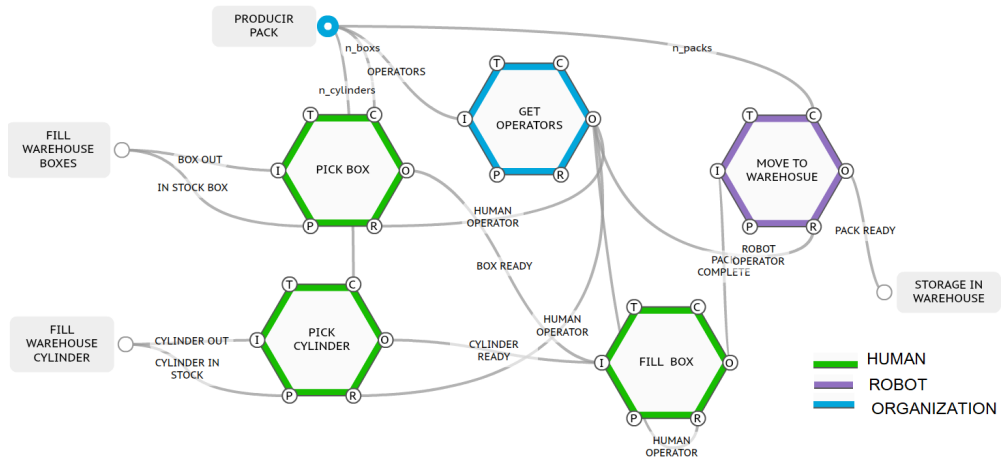 PRODUCIR
PACK
n_boxs
n_packs
OPERATORS
n_cylinders
T
C
T
C
GET
OPERATORS
I
O
T
C
FILL
WAREHOUSE
BOXES
BOX OUT
IN STOCK BOX
I
PICK BOX
O
P
R
I
MOVE TO
WAREHOSUE
O
P
R
HUMAN
OPERATOR
P
R
PACK READY
ROBOT
OPERATOR
PAC
COMPLETE
BOX READY
STORAGE IN
WAREHOUSE
T
C
FILL
WAREHOUSE
CYLINDER
CYLINDER OUT
CYLINDER IN
STOCK
I
PICK
CYLINDER
O
P
R
CYLINDER
READY
HUMAN
OPERATOR
T
C
I
FILL BOX
O
P
R
HUMAN
OPERATOR
HUMAN
ROBOT
ORGANIZATION